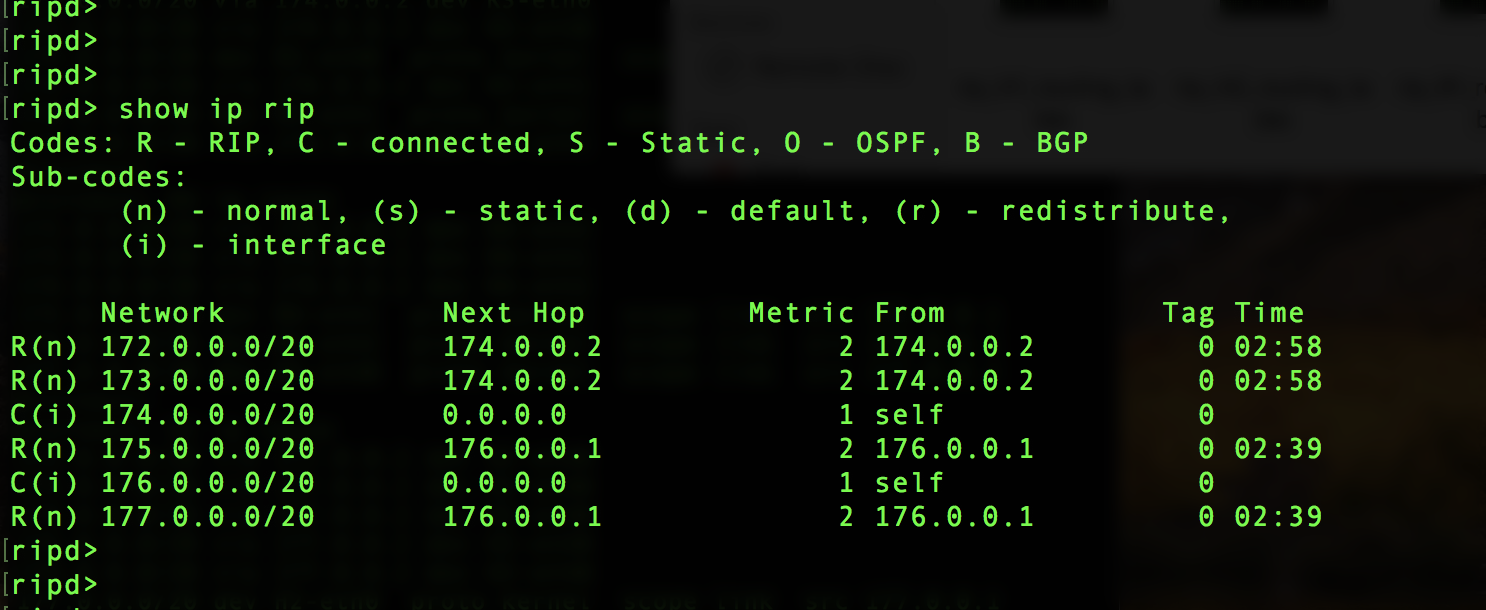 [ripd>
[ripd>
[ripd>
[ripd> show ip rip
Codes: R - RIP, C - connected, S - Static, O - OSPF, B - BGP
Sub-codes:
      (n) - normal, (s) - static, (d) - default, (r) - redistribute,
      (i) - interface

     Network            Next Hop         Metric From            Tag Time
R(n) 172.0.0.0/20       174.0.0.2             2 174.0.0.2         0 02:58
R(n) 173.0.0.0/20       174.0.0.2             2 174.0.0.2         0 02:58
C(i) 174.0.0.0/20       0.0.0.0               1 self              0
R(n) 175.0.0.0/20       176.0.0.1             2 176.0.0.1         0 02:39
C(i) 176.0.0.0/20       0.0.0.0               1 self              0
R(n) 177.0.0.0/20       176.0.0.1             2 176.0.0.1         0 02:39
[ripd>
[ripd>